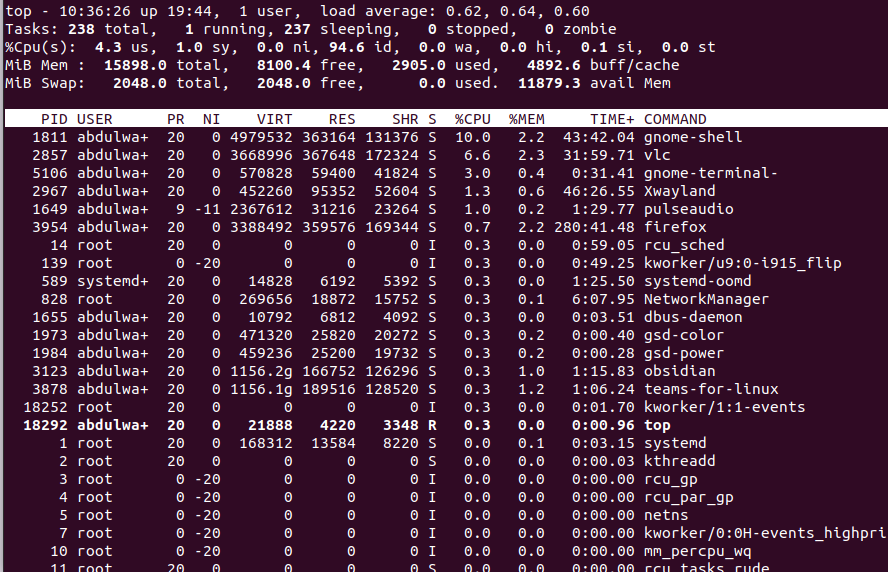 top - 10:36:26 up 19:44,  1 user,  load average: 0.62, 0.64, 0.60
Tasks: 238 total,   1 running, 237 sleeping,   0 stopped,   0 zombie
%Cpu(s):  4.3 us,  1.0 sy,  0.0 ni, 94.6 id,  0.0 wa,  0.0 hi,  0.1 si,  0.0 st
MiB Mem :  15898.0 total,   8100.4 free,   2905.0 used,   4892.6 buff/cache
MiB Swap:   2048.0 total,   2048.0 free,      0.0 used.  11879.3 avail Mem
PID USER      PR  NI    VIRT    RES    SHR S  %CPU  %MEM     TIME+ COMMAND
1811 abdulwa+  20   0 4979532 363164 131376 S  10.0   2.2  43:42.04 gnome-shell
2857 abdulwa+  20   0 3668996 367648 172324 S   6.6   2.3  31:59.71 vlc
5106 abdulwa+  20   0  570828  59400  41824 S   3.0   0.4   0:31.41 gnome-terminal-
2967 abdulwa+  20   0  452260  95352  52604 S   1.3   0.6  46:26.55 Xwayland
1649 abdulwa+   9 -11 2367612  31216  23264 S   1.0   0.2   1:29.77 pulseaudio
3954 abdulwa+  20   0 3388492 359576 169344 S   0.7   2.2 280:41.48 firefox
14 root      20   0       0      0      0 I   0.3   0.0   0:59.05 rcu_sched
139 root       0 -20       0      0      0 I   0.3   0.0   0:49.25 kworker/u9:0-i915_flip
589 systemd+  20   0   14828   6192   5392 S   0.3   0.0   1:25.50 systemd-oomd
828 root      20   0  269656  18872  15752 S   0.3   0.1   6:07.95 NetworkManager
1655 abdulwa+  20   0   10792   6812   4092 S   0.3   0.0   0:03.51 dbus-daemon
1973 abdulwa+  20   0  471320  25820  20272 S   0.3   0.2   0:00.40 gsd-color
1984 abdulwa+  20   0  459236  25200  19732 S   0.3   0.2   0:00.28 gsd-power
3123 abdulwa+  20   0 1156.2g 166752 126296 S   0.3   1.0   1:15.83 obsidian
3878 abdulwa+  20   0 1156.1g 189516 128520 S   0.3   1.2   1:06.24 teams-for-linux
18252 root      20   0       0      0      0 I   0.3   0.0   0:01.70 kworker/1:1-events
18292 abdulwa+  20   0   21888   4220   3348 R   0.3   0.0   0:00.96 top
1 root      20   0  168312  13584   8220 S   0.0   0.1   0:03.15 systemd
2 root      20   0       0      0      0 S   0.0   0.0   0:00.03 kthreadd
3 root       0 -20       0      0      0 I   0.0   0.0   0:00.00 rcu_gp
4 root       0 -20       0      0      0 I   0.0   0.0   0:00.00 rcu_par_gp
5 root       0 -20       0      0      0 I   0.0   0.0   0:00.00 netns
7 root       0 -20       0      0      0 I   0.0   0.0   0:00.00 kworker/0:0H-events_highpri
10 root       0 -20       0      0      0 I   0.0   0.0   0:00.00 mm_percpu_wq
11 root      20   0       0      0      0 I   0.0   0.0   0:00.00 rcu_tasks_rude